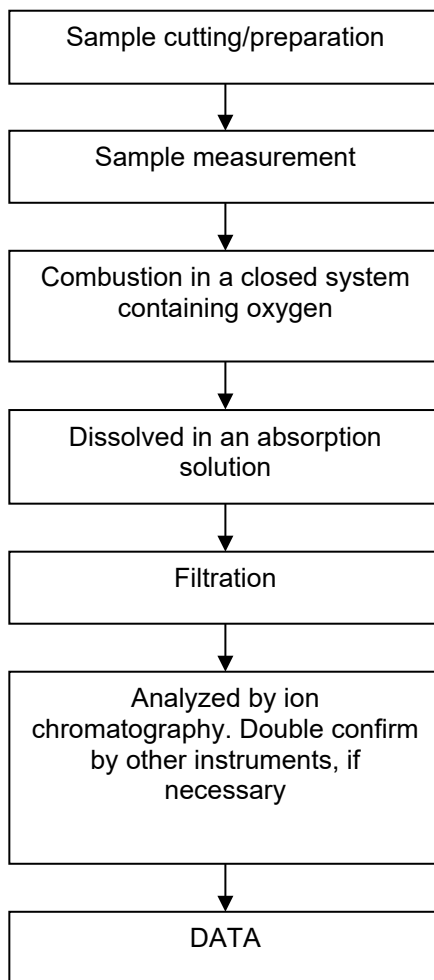 Sample cutting/preparation
Sample measurement
Combustion in a closed system
containing oxygen
Dissolved in an absorption
solution
Filtration
Analyzed by ion
chromatography. Double confirm
by other instruments, if
necessary
DATA